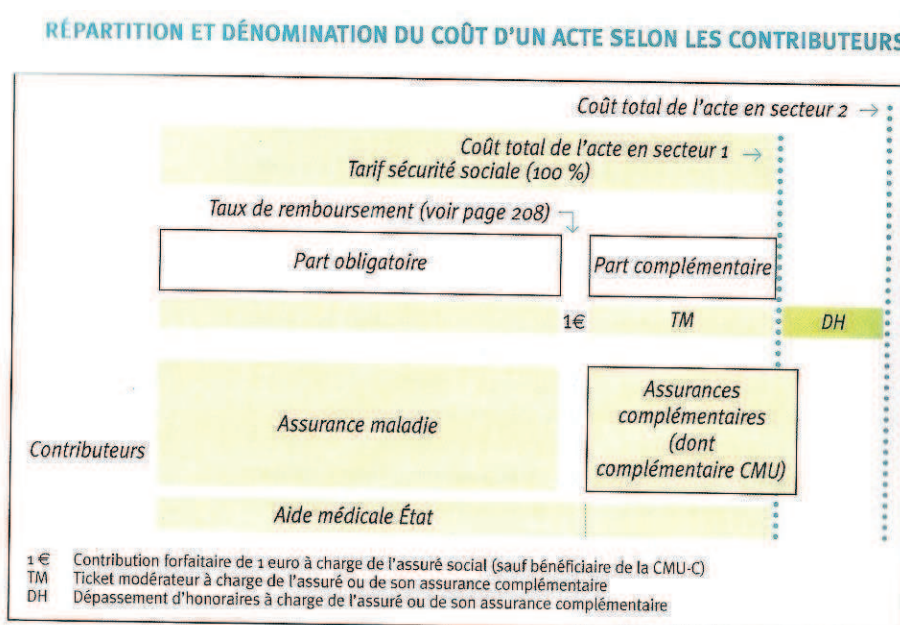 RÉPARTITION ET DÉNOMINATION DU COÛT D'UN ACTE SELON LES CONTRIBUTEURS
Coût total de l'acte en secteur 2 →
Coût total de l'acte en secteur 1 →
Tarif sécurité sociale (100 %)
Taux de remboursement (voir page 208)
Part obligatoire
Part complémentaire
1€
TM
DH
Contributeurs
Assurance maladie
Assurances
complémentaires
(dont
complémentaire CMU)
Aide médicale État
1 € Contribution forfaitaire de 1 euro à charge de l'assuré social (sauf bénéficiaire de la CMU-C)
TM Ticket modérateur à charge de l'assuré ou de son assurance complémentaire
DH Dépassement d'honoraires à charge de l'assuré ou de son assurance complémentaire